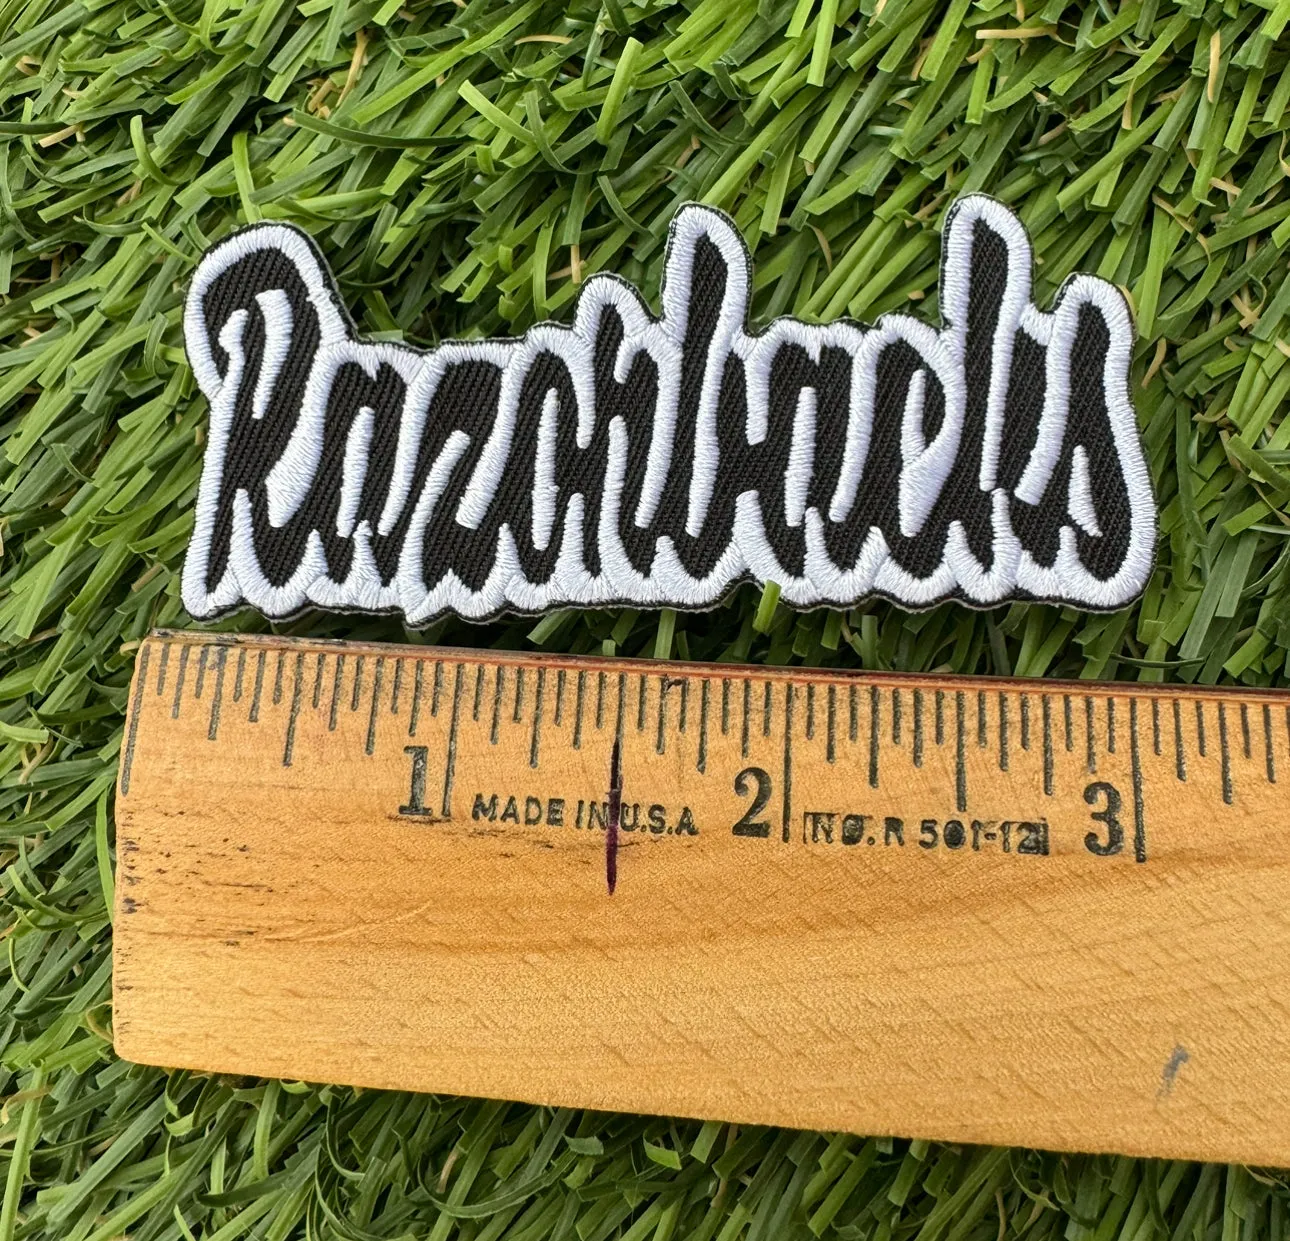 Razorbacks
1 2 3
MADE IN U.S.A NO.R 501-12